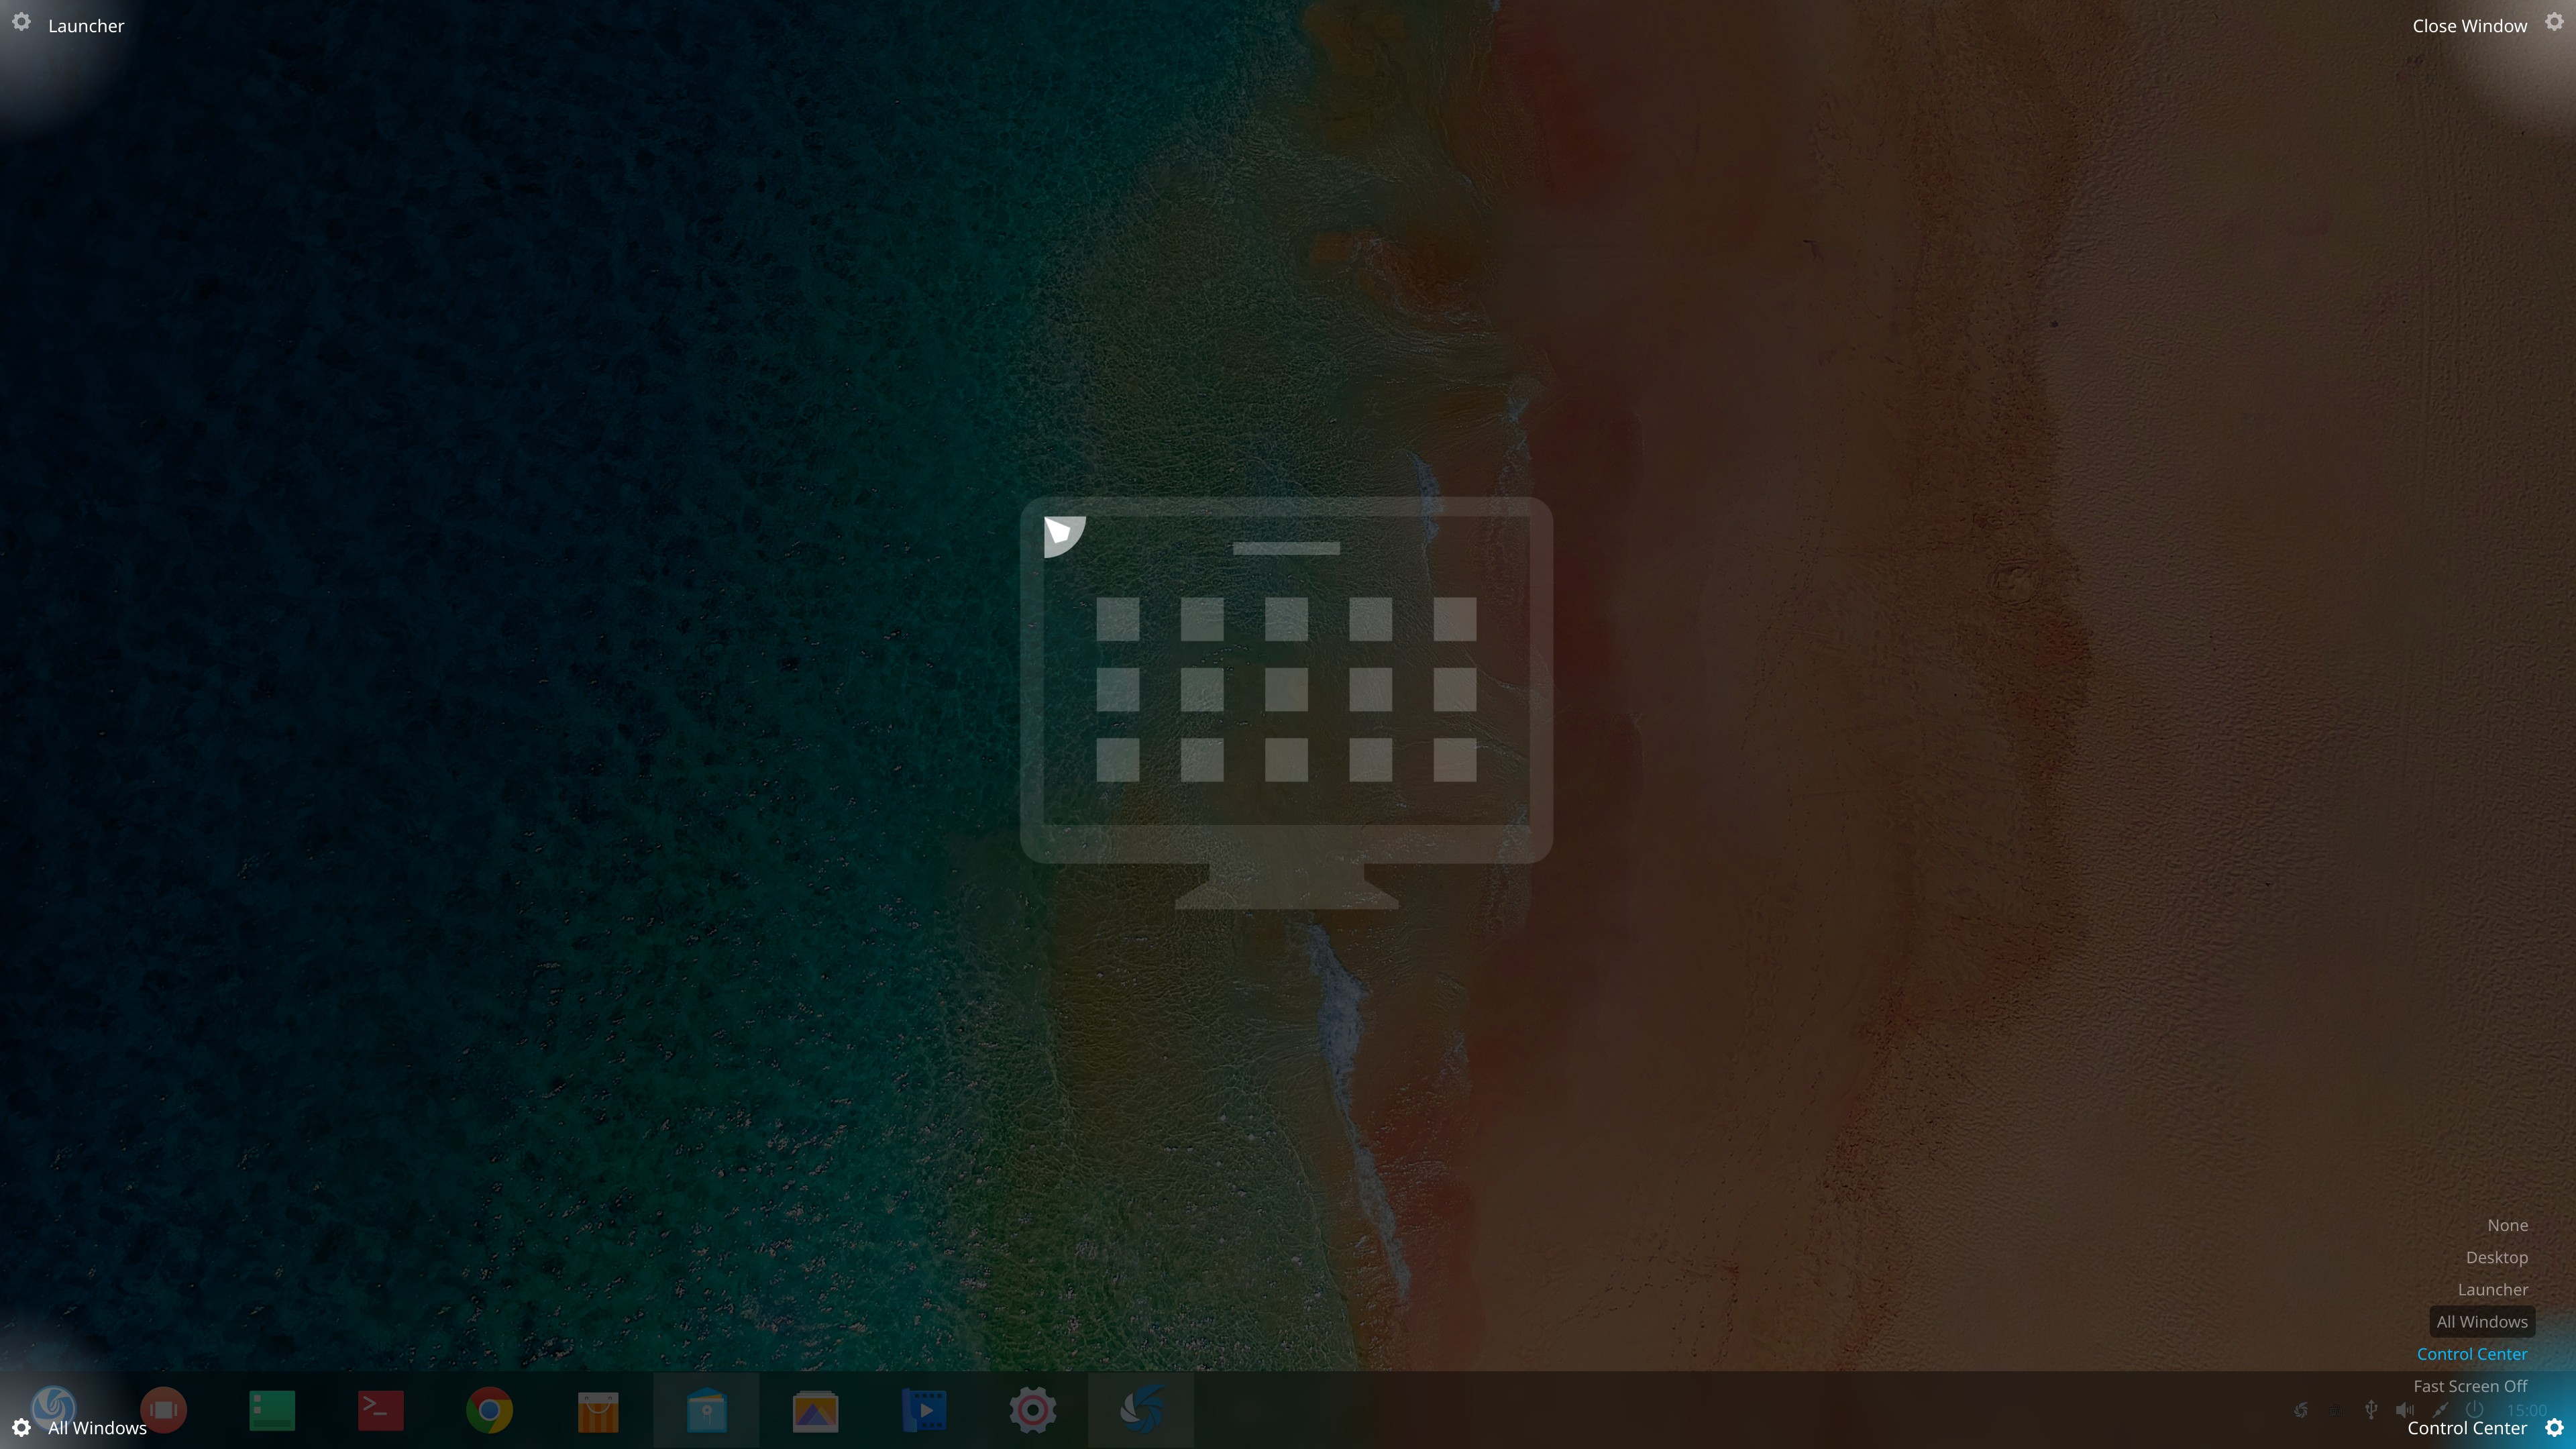 Launcher
Close Window
None
Desktop
Launcher
All Windows
Control Center
Fast Screen Off
15:00
All Windows
Control Center